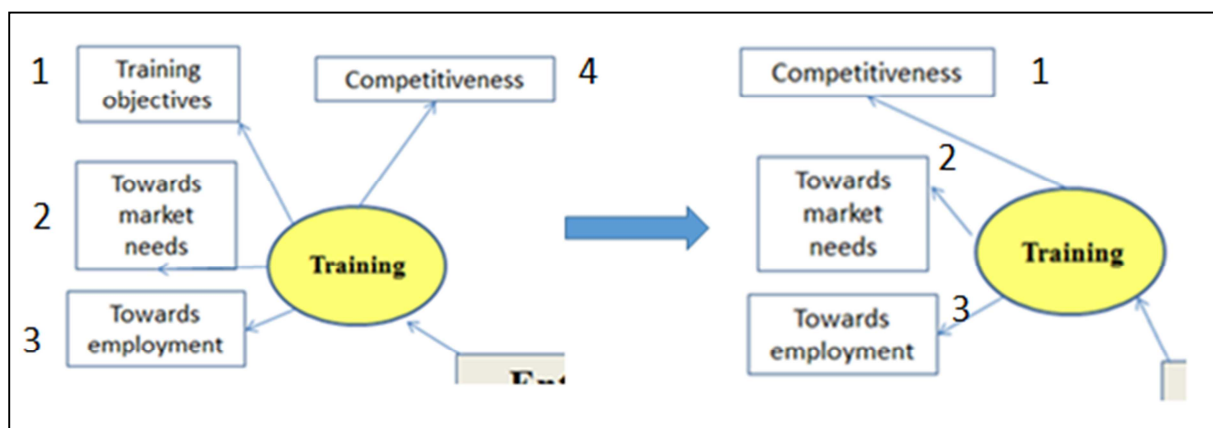 1
Training
objectives
Competitiveness
4
2
Towards
market
needs
Training
3
Towards
employment
Competitiveness
1
2
Towards
market
needs
Training
3
Towards
employment